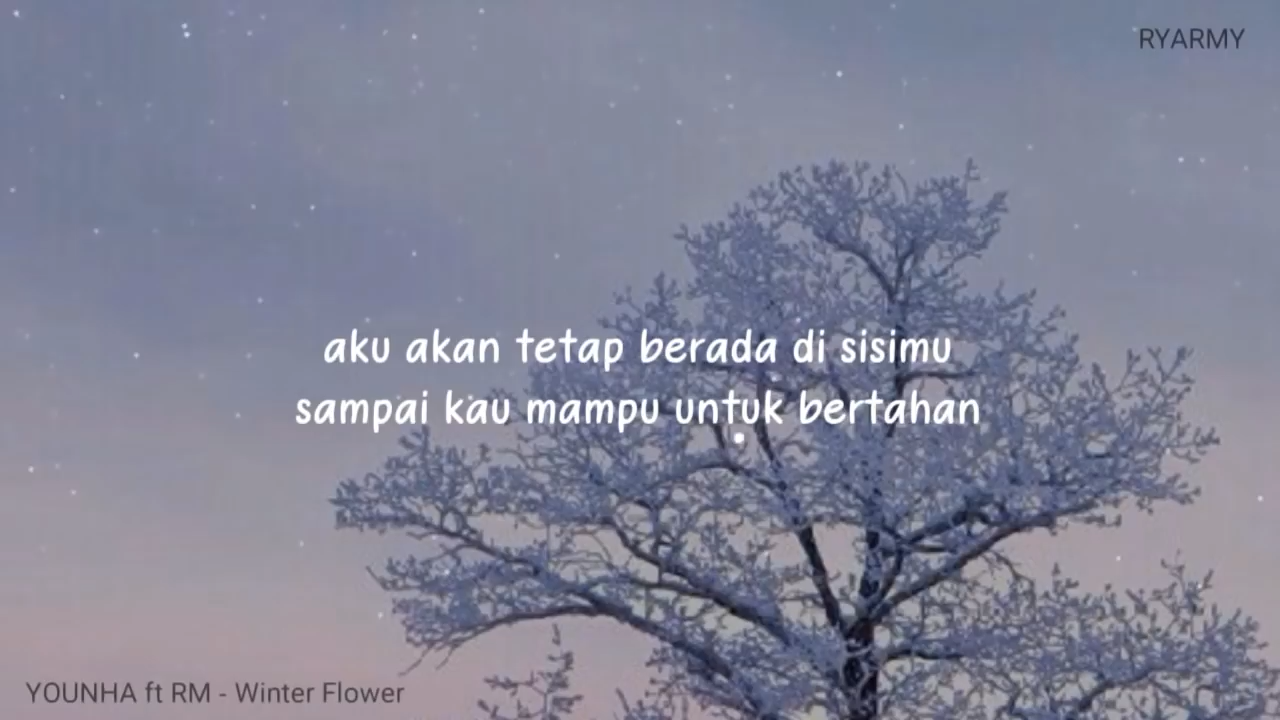 RYARMY
aku akan tetap berada di sisimu
sampai kau mampu untuk bertahan
YOUNHA ft RM - Winter Flower